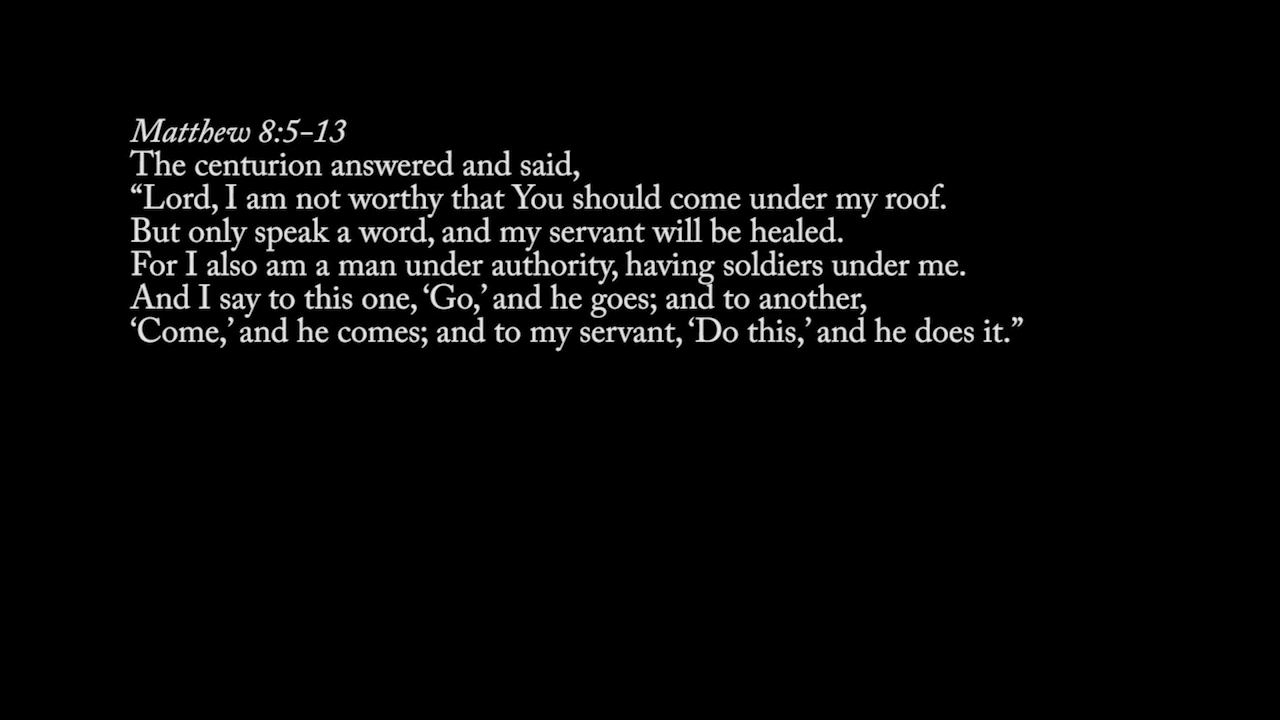 Matthew 8:5–13
The centurion answered and said,
“Lord, I am not worthy that You should come under my roof.
But only speak a word, and my servant will be healed.
For I also am a man under authority, having soldiers under me.
And I say to this one, ‘Go,’ and he goes; and to another,
‘Come,’ and he comes; and to my servant, ‘Do this,’ and he does it.”